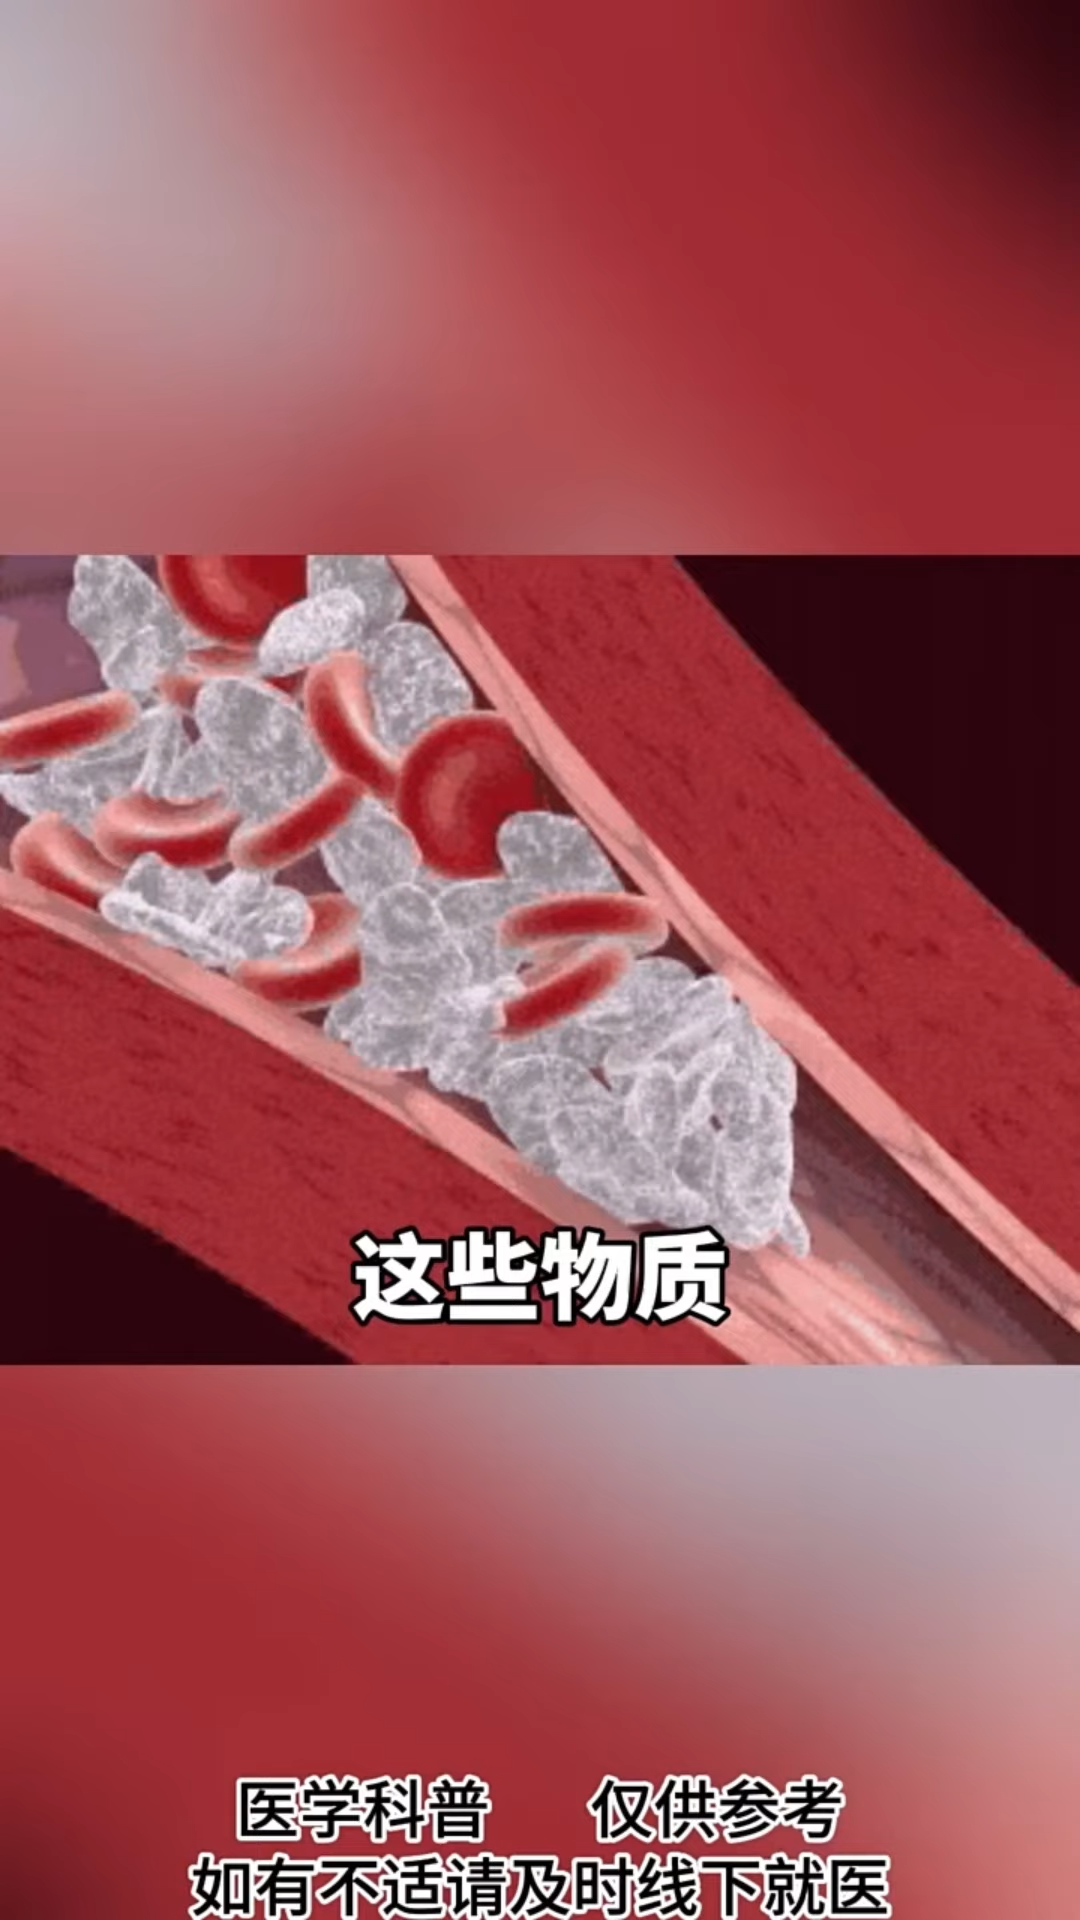 这些物质
医学科普 仅供参考
如有不适请及时线下就医